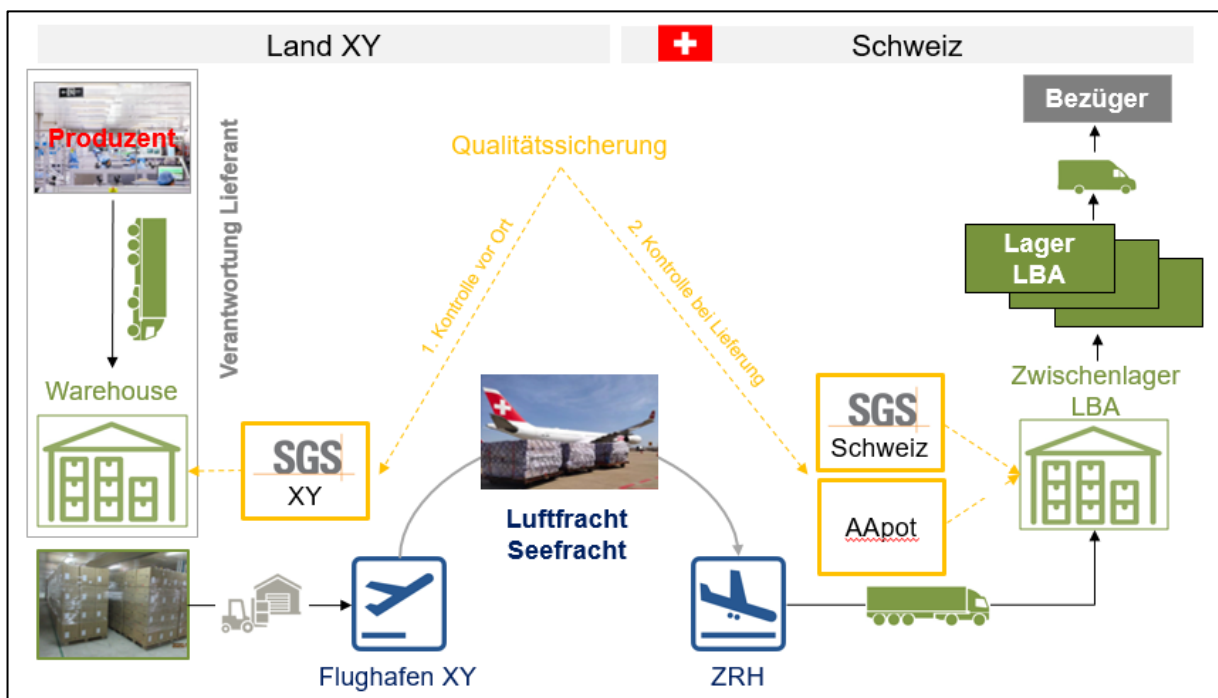 Land XY
Schweiz
Produzent
Verantwortung Lieferant
Warehouse
Qualitätssicherung
1. Kontrolle vor Ort
2. Kontrolle bei Lieferung
SGS
XY
Luftfracht
Seefracht
Flughafen XY
ZRH
SGS
Schweiz
AApot
Bezüger
Lager
LBA
Zwischenlager
LBA